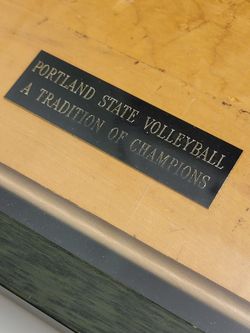 PORTLAND STATE VOLLEYBALL
A TRADITION OF CHAMPIONS